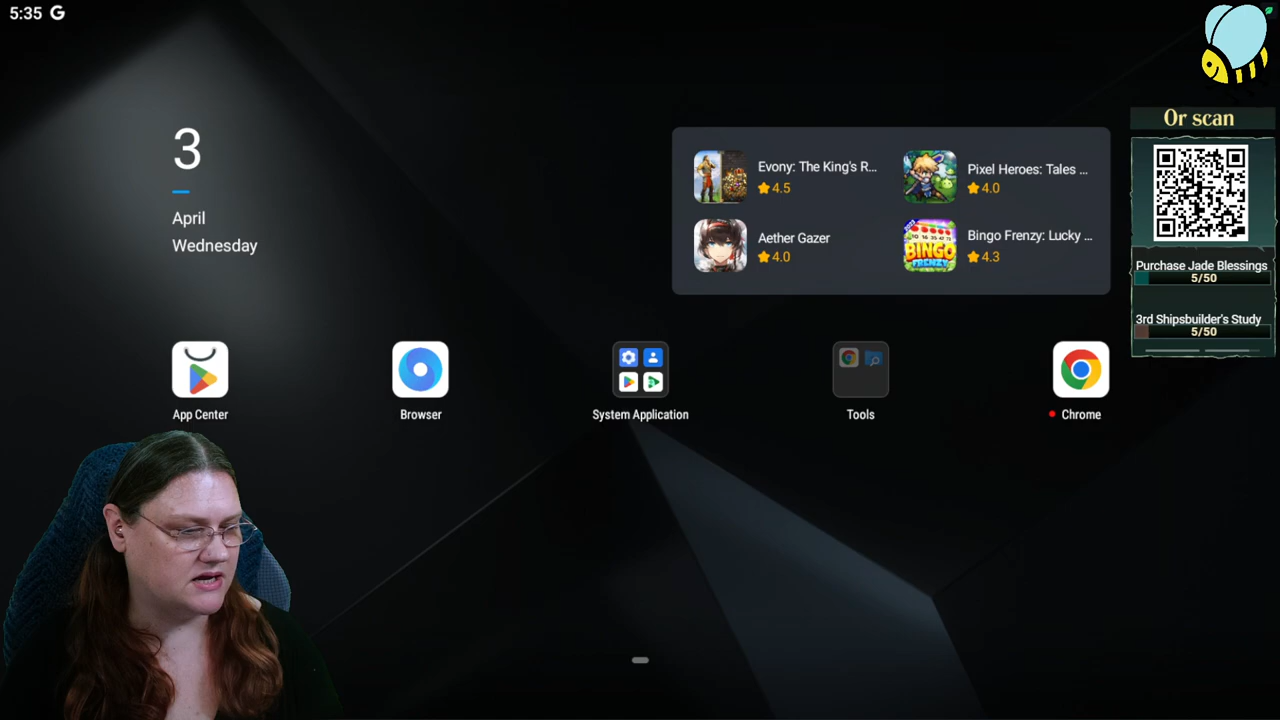 5:35
3
April
Wednesday
Evony: The King's R...
4.5
Pixel Heroes: Tales ...
4.0
Aether Gazer
4.0
Bingo Frenzy: Lucky ...
4.3
Or scan
Purchase Jade Blessings
5/50
3rd Shipsbuilder's Study
5/50
App Center
Browser
System Application
Tools
Chrome
BINGO
FRENZY